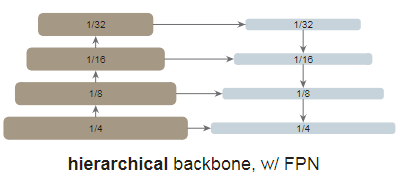 1/32 1/32
1/16 1/16
1/8 1/8
1/4 1/4
hierarchical backbone, w/ FPN